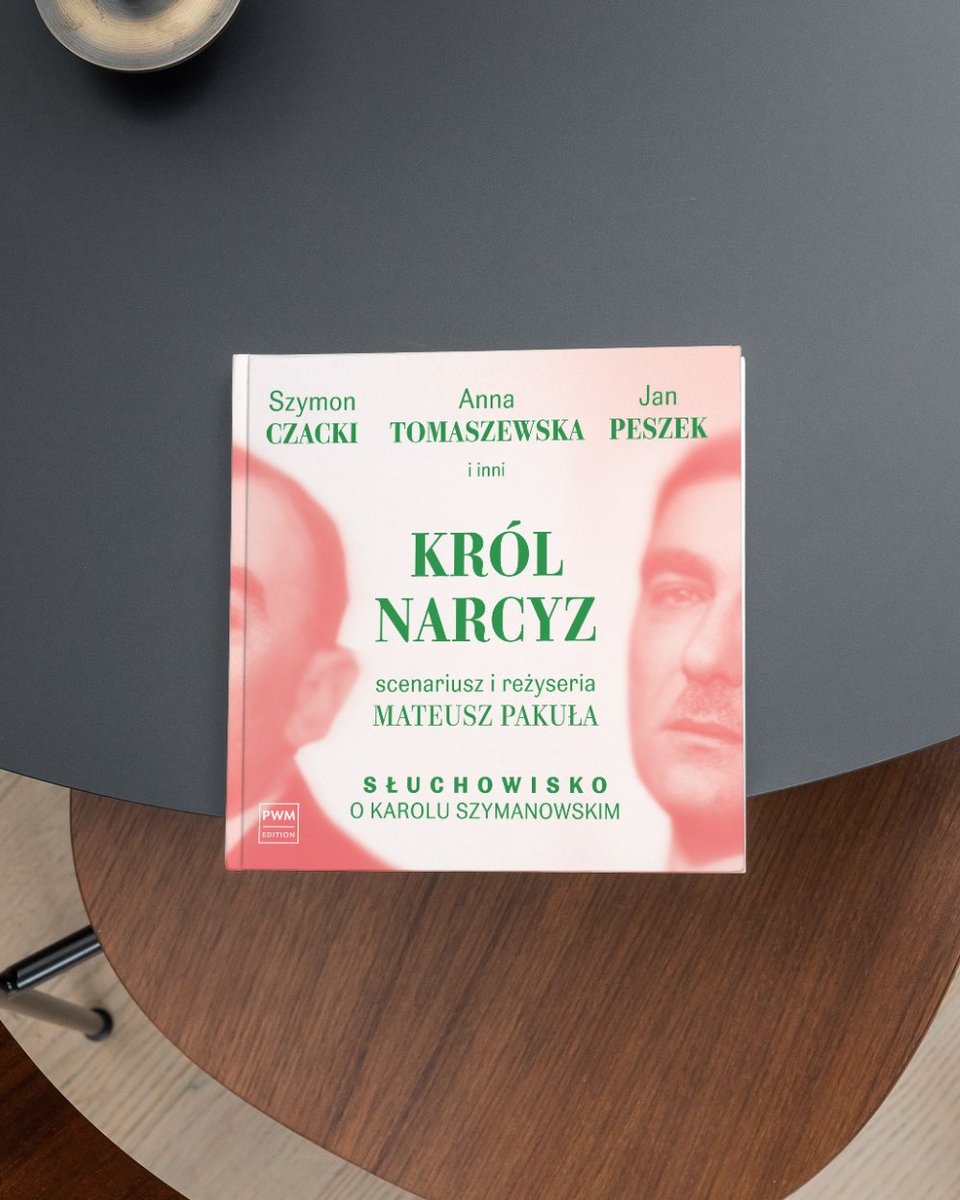 Szymon
CZACKI
Anna
TOMASZEWSKA
Jan
PESZEK
i inni
KRÓL
NARCYZ
scenariusz i reżyseria
MATEUSZ PAKUŁA
SŁUCHOWISKO
O KAROLU SZYMANOWSKIM
PWM
EDITION